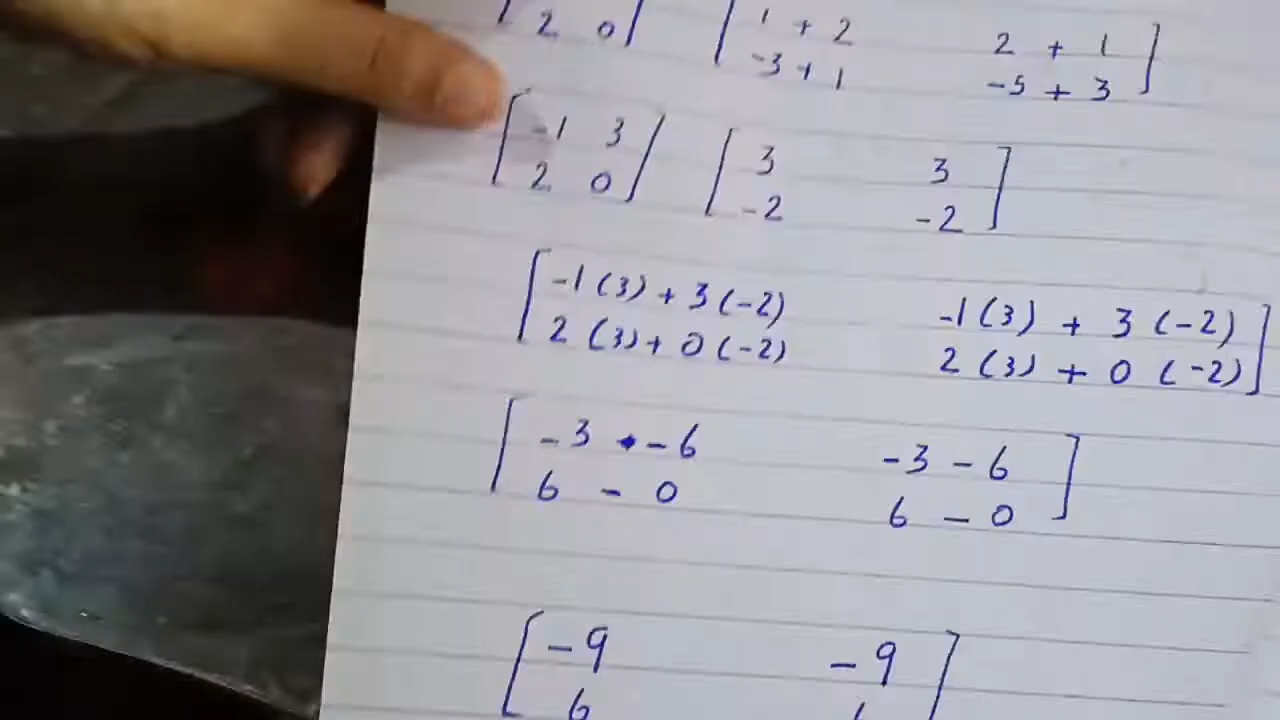 2 0] [1 + 2 2 + 1]
-3 + 1 -5 + 3
[-1 3] [3 3]
2 0 -2 -2
[-1 (3) + 3 (-2) -1 (3) + 3 (-2)]
2 (3) + 0 (-2) 2 (3) + 0 (-2)
[-3 - 6 -3 - 6]
6 - 0 6 - 0
[-9 -9]
6